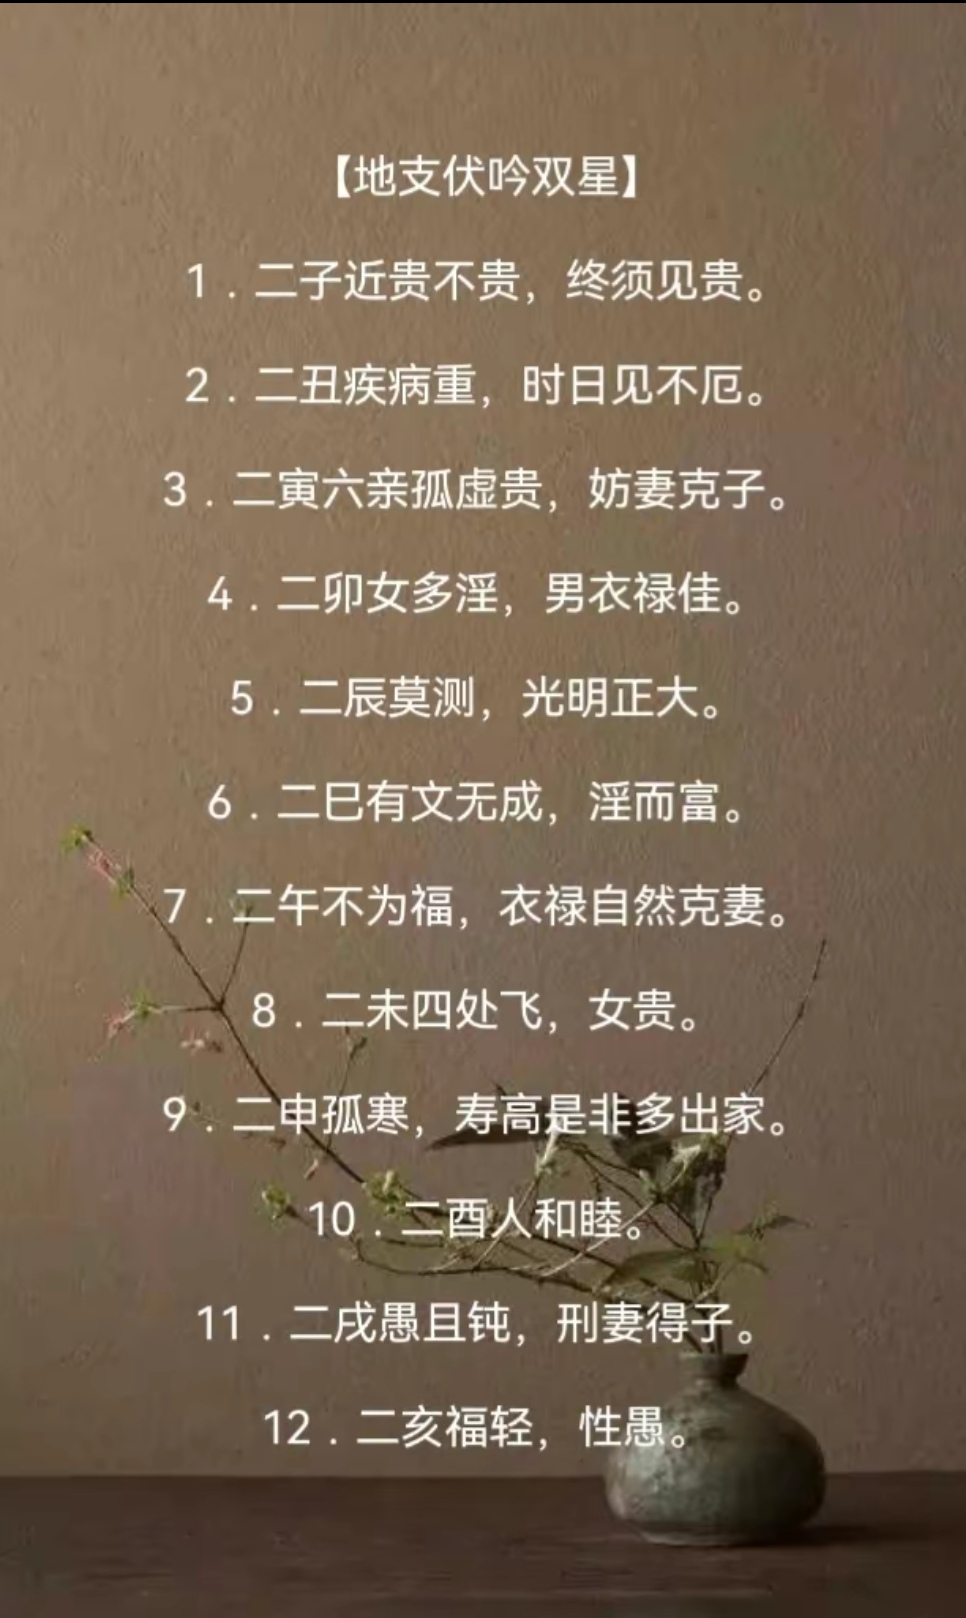 【地支伏吟双星】
1．二子近贵不贵，终须见贵。
2．二丑疾病重，时日见不厄。
3．二寅六亲孤虚贵，妨妻克子。
4．二卯女多淫，男衣禄佳。
5．二辰莫测，光明正大。
6．二巳有文无成，淫而富。
7．二午不为福，衣禄自然克妻。
8．二未四处飞，女贵。
9．二申孤寒，寿高是非多出家。
10．二酉人和睦。
11．二戌愚且钝，刑妻得子。
12．二亥福轻，性愚。